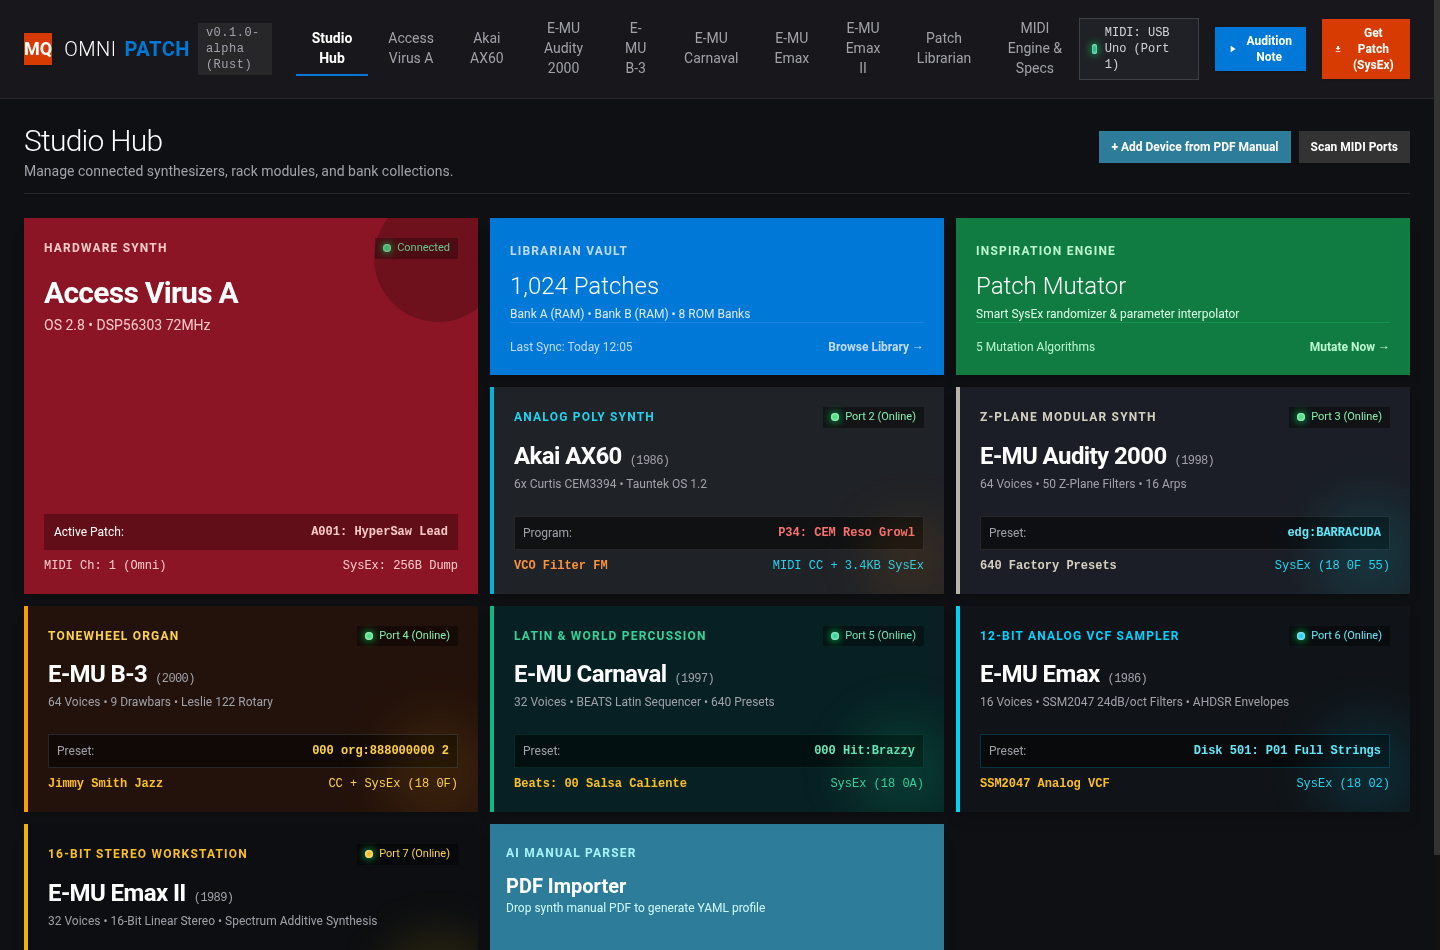 MQ OMNI PATCH
v0.1.0-
alpha
(Rust)
Studio
Hub
Access
Virus A
Akai
AX60
E-MU
Audity
2000
E-
MU
B-3
E-MU
Carnaval
E-MU
Emax
E-MU
Emax
II
Patch
Librarian
MIDI
Engine &
Specs
MIDI: USB
Uno (Port
1)
Audition
Note
Get
Patch
(SysEx)
Studio Hub
Manage connected synthesizers, rack modules, and bank collections.
+ Add Device from PDF Manual
Scan MIDI Ports
HARDWARE SYNTH
Connected
Access Virus A
OS 2.8 • DSP56303 72MHz
Active Patch:
A001: HyperSaw Lead
MIDI Ch: 1 (Omni)
SysEx: 256B Dump
LIBRARIAN VAULT
1,024 Patches
Bank A (RAM) • Bank B (RAM) • 8 ROM Banks
Last Sync: Today 12:05
Browse Library →
INSPIRATION ENGINE
Patch Mutator
Smart SysEx randomizer & parameter interpolator
5 Mutation Algorithms
Mutate Now →
ANALOG POLY SYNTH
Port 2 (Online)
Akai AX60 (1986)
6x Curtis CEM3394 • Tauntek OS 1.2
Program:
P34: CEM Reso Growl
VCO Filter FM
MIDI CC + 3.4KB SysEx
Z-PLANE MODULAR SYNTH
Port 3 (Online)
E-MU Audity 2000 (1998)
64 Voices • 50 Z-Plane Filters • 16 Arps
Preset:
edg:BARRACUDA
640 Factory Presets
SysEx (18 0F 55)
TONEWHEEL ORGAN
Port 4 (Online)
E-MU B-3 (2000)
64 Voices • 9 Drawbars • Leslie 122 Rotary
Preset:
000 org:888000000 2
Jimmy Smith Jazz
CC + SysEx (18 0F)
LATIN & WORLD PERCUSSION
Port 5 (Online)
E-MU Carnaval (1997)
32 Voices • BEATS Latin Sequencer • 640 Presets
Preset:
000 Hit:Brazzy
Beats: 00 Salsa Caliente
SysEx (18 0A)
12-BIT ANALOG VCF SAMPLER
Port 6 (Online)
E-MU Emax (1986)
16 Voices • SSM2047 24dB/oct Filters • AHDSR Envelopes
Preset:
Disk 501: P01 Full Strings
SSM2047 Analog VCF
SysEx (18 02)
16-BIT STEREO WORKSTATION
Port 7 (Online)
E-MU Emax II (1989)
32 Voices • 16-Bit Linear Stereo • Spectrum Additive Synthesis
AI MANUAL PARSER
PDF Importer
Drop synth manual PDF to generate YAML profile